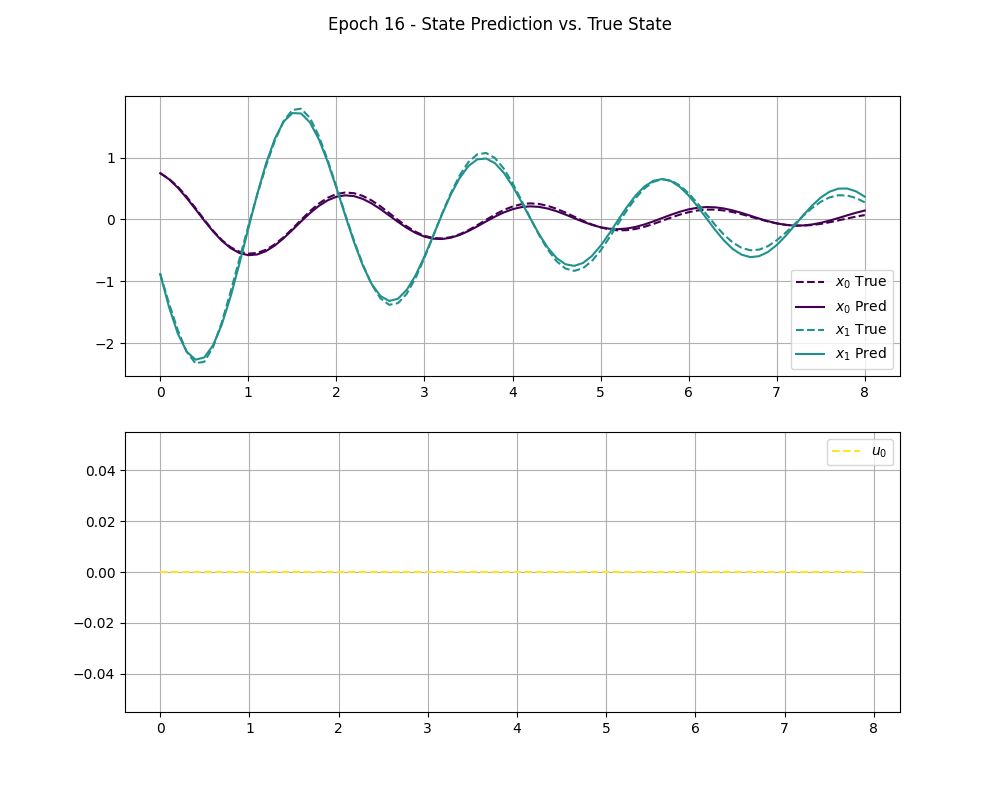 Epoch 16 - State Prediction vs. True State
1
0
−1
−2
x₀ True
x₀ Pred
x₁ True
x₁ Pred
0 1 2 3 4 5 6 7 8
u₀
0.04
0.02
0.00
−0.02
−0.04
0 1 2 3 4 5 6 7 8